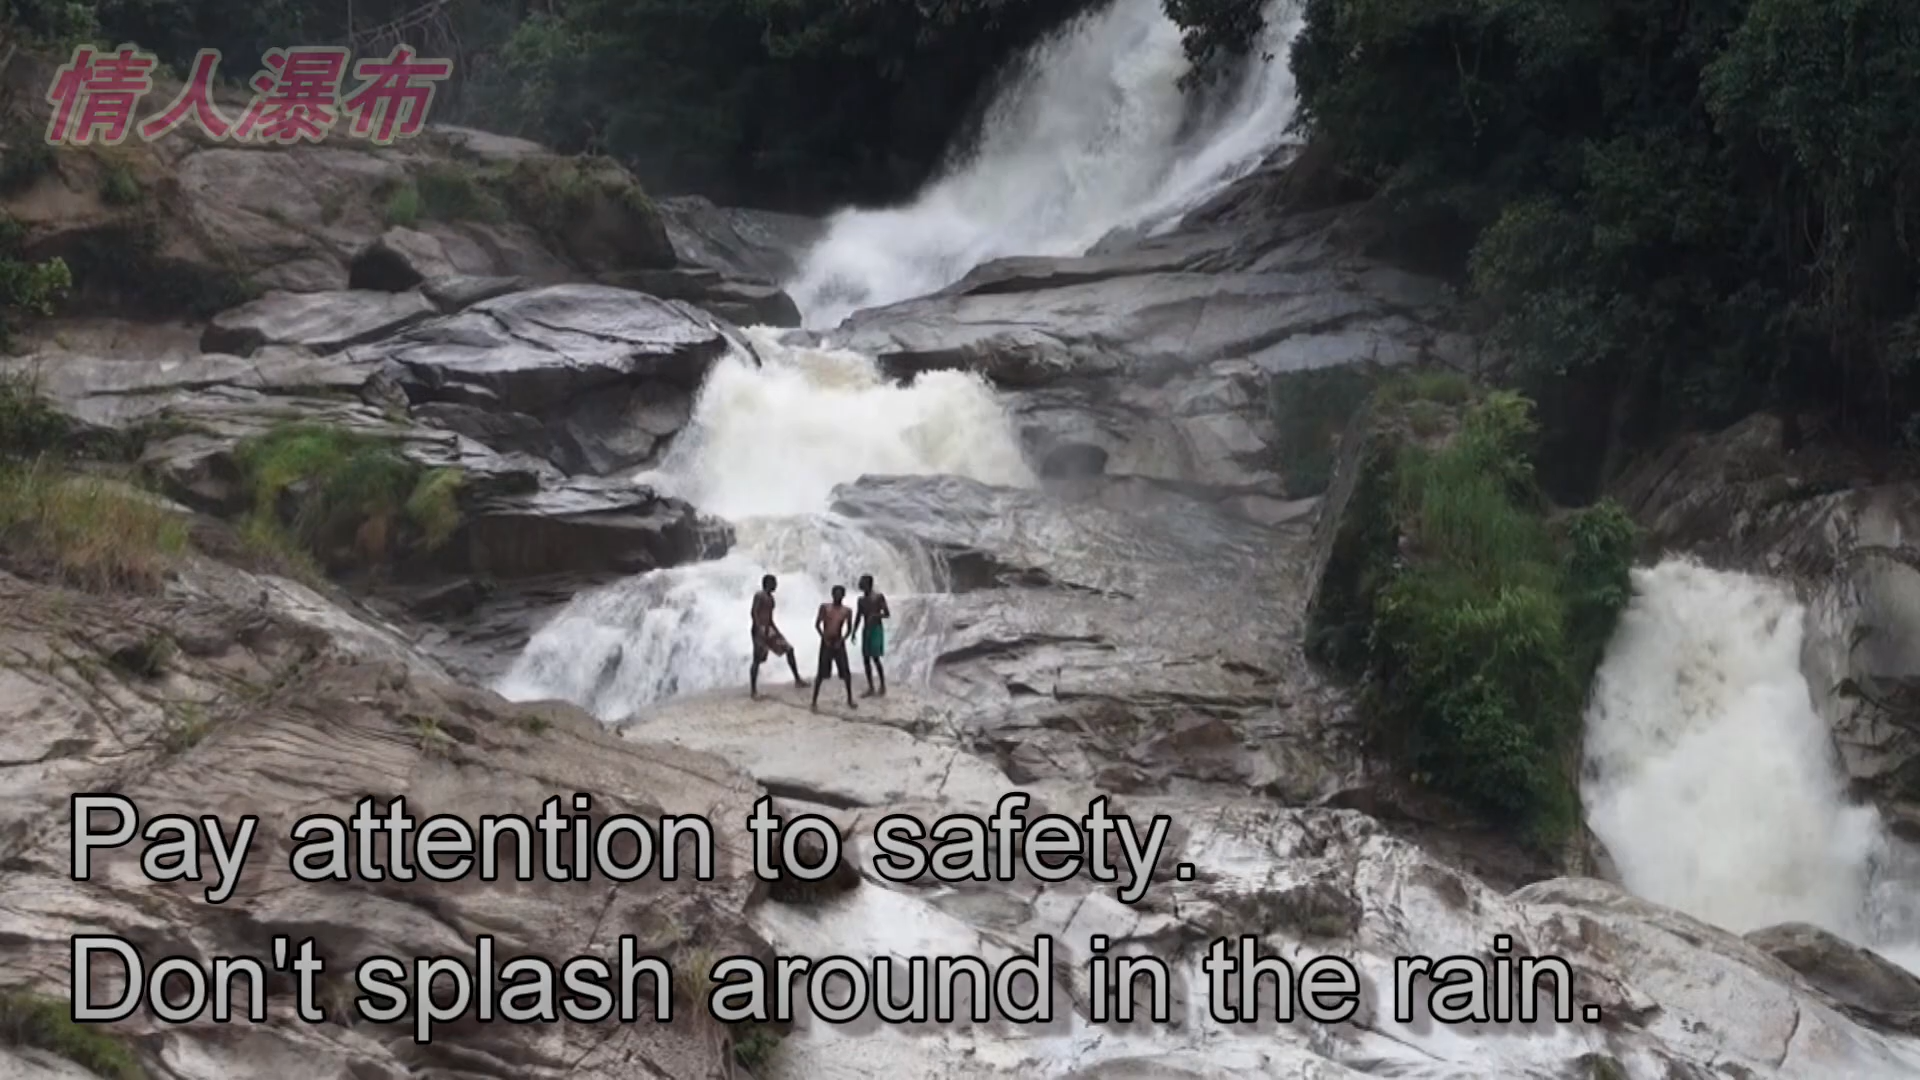 情人瀑布
Pay attention to safety.
Don't splash around in the rain.